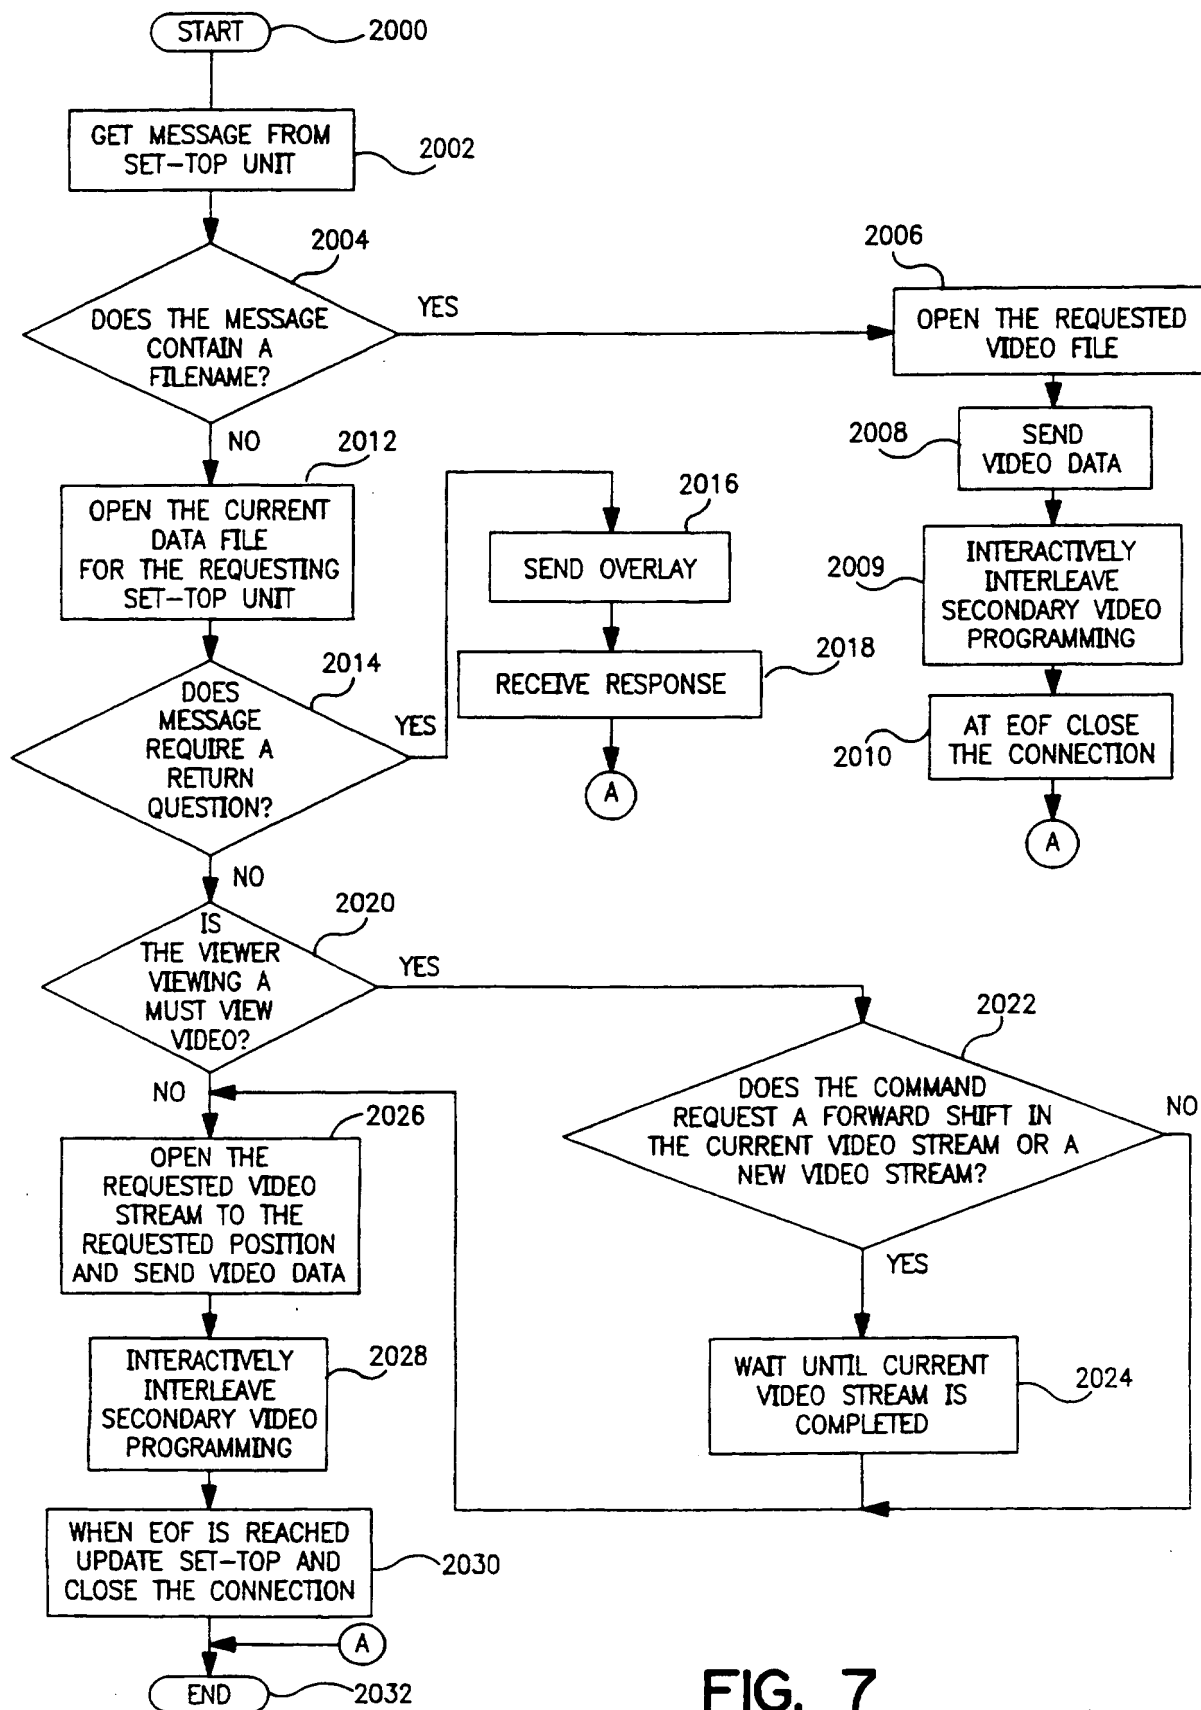 START
2000
GET MESSAGE FROM
SET-TOP UNIT
2002
2004
DOES THE MESSAGE
CONTAIN A
FILENAME?
YES
NO
2006
OPEN THE REQUESTED
VIDEO FILE
2008
SEND
VIDEO DATA
2009
INTERACTIVELY
INTERLEAVE
SECONDARY VIDEO
PROGRAMMING
2010
AT EOF CLOSE
THE CONNECTION
A
2012
OPEN THE CURRENT
DATA FILE
FOR THE REQUESTING
SET-TOP UNIT
2014
DOES
MESSAGE
REQUIRE A
RETURN
QUESTION?
YES
NO
2016
SEND OVERLAY
2018
RECEIVE RESPONSE
A
2020
IS
THE VIEWER
VIEWING A
MUST VIEW
VIDEO?
YES
NO
2022
DOES THE COMMAND
REQUEST A FORWARD SHIFT IN
THE CURRENT VIDEO STREAM OR A
NEW VIDEO STREAM?
NO
YES
WAIT UNTIL CURRENT
VIDEO STREAM IS
COMPLETED
2024
2026
OPEN THE
REQUESTED VIDEO
STREAM TO THE
REQUESTED POSITION
AND SEND VIDEO DATA
INTERACTIVELY
INTERLEAVE
SECONDARY VIDEO
PROGRAMMING
2028
WHEN EOF IS REACHED
UPDATE SET-TOP AND
CLOSE THE CONNECTION
2030
A
END
2032
FIG. 7